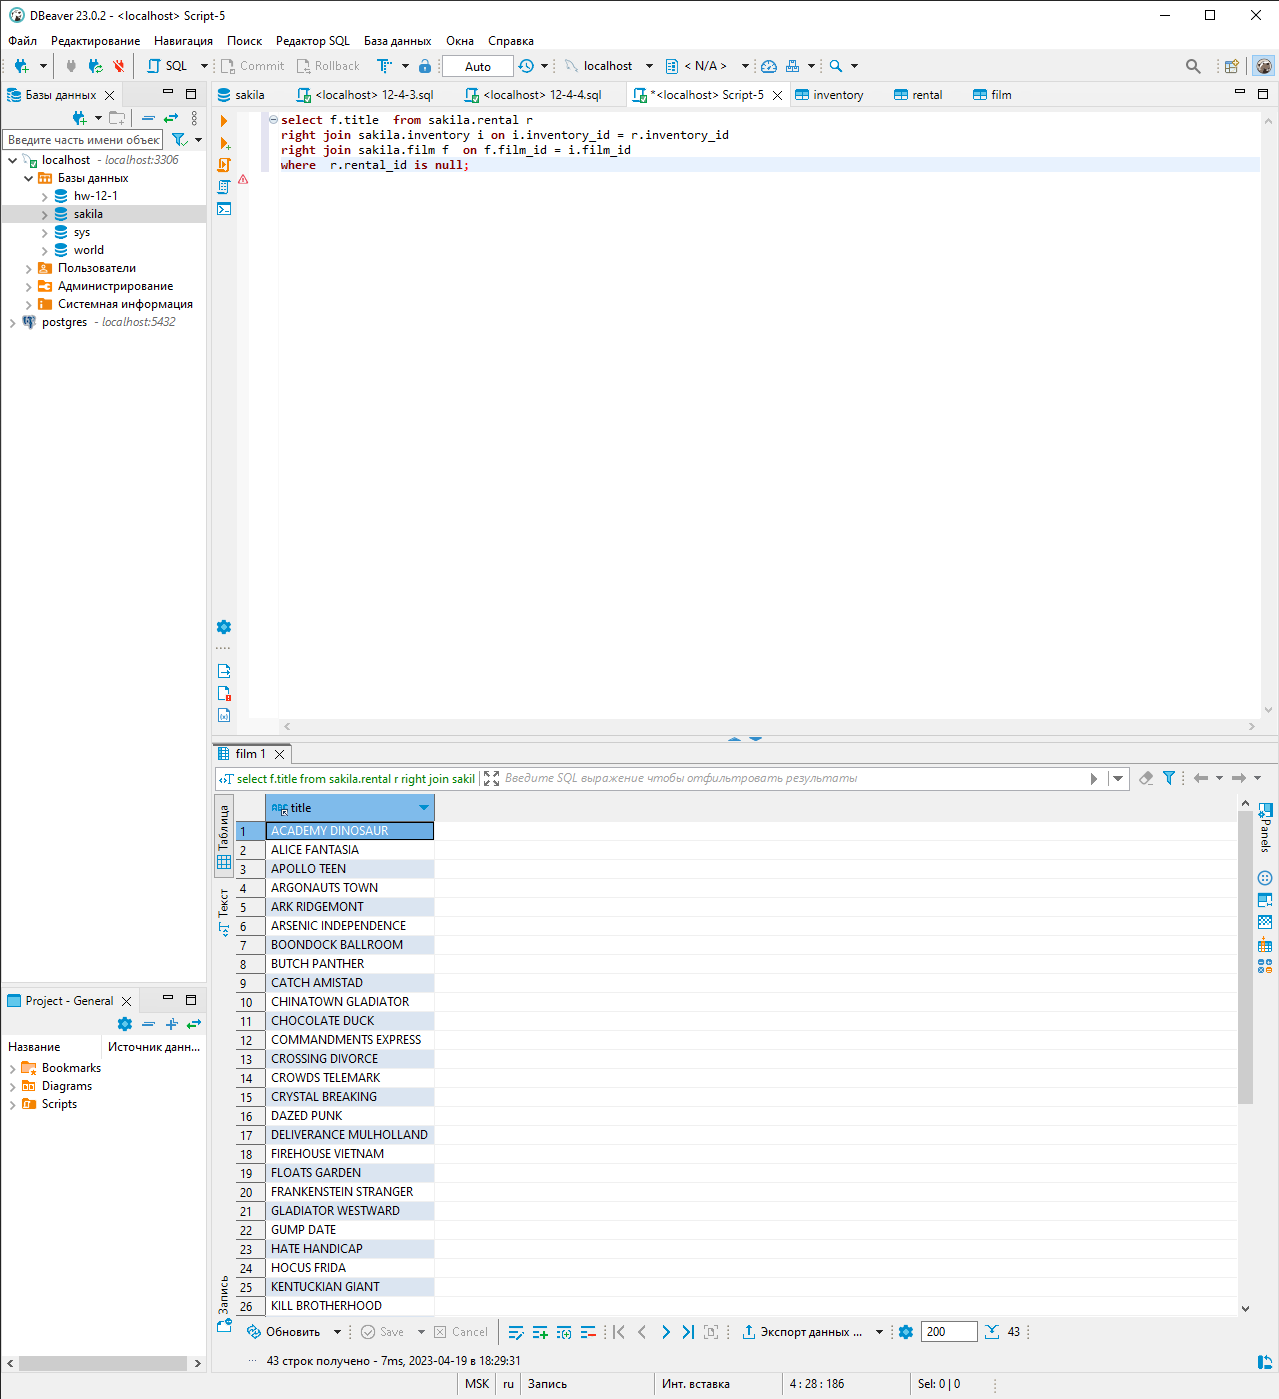 DBeaver 23.0.2 - <localhost> Script-5
Файл Редактирование Навигация Поиск Редактор SQL База данных Окна Справка
SQL Commit Rollback Auto localhost < N/A >
Базы данных
sakila <localhost> 12-4-3.sql <localhost> 12-4-4.sql *<localhost> Script-5 inventory rental film
Введите часть имени объек
localhost - localhost:3306
Базы данных
hw-12-1
sakila
sys
world
Пользователи
Администрирование
Системная информация
postgres - localhost:5432
select f.title  from sakila.rental r
right join sakila.inventory i on i.inventory_id = r.inventory_id
right join sakila.film f  on f.film_id = i.film_id
where  r.rental_id is null;
film 1
select f.title from sakila.rental r right join sakil
Введите SQL выражение чтобы отфильтровать результаты
Таблица
Текст
Запись
Panels
ABC title
1 ACADEMY DINOSAUR
2 ALICE FANTASIA
3 APOLLO TEEN
4 ARGONAUTS TOWN
5 ARK RIDGEMONT
6 ARSENIC INDEPENDENCE
7 BOONDOCK BALLROOM
8 BUTCH PANTHER
9 CATCH AMISTAD
10 CHINATOWN GLADIATOR
11 CHOCOLATE DUCK
12 COMMANDMENTS EXPRESS
13 CROSSING DIVORCE
14 CROWDS TELEMARK
15 CRYSTAL BREAKING
16 DAZED PUNK
17 DELIVERANCE MULHOLLAND
18 FIREHOUSE VIETNAM
19 FLOATS GARDEN
20 FRANKENSTEIN STRANGER
21 GLADIATOR WESTWARD
22 GUMP DATE
23 HATE HANDICAP
24 HOCUS FRIDA
25 KENTUCKIAN GIANT
26 KILL BROTHERHOOD
Project - General
Название Источник данн...
Bookmarks
Diagrams
Scripts
Обновить Save Cancel Экспорт данных ... 200 43
43 строк получено - 7ms, 2023-04-19 в 18:29:31
MSK ru Запись Инт. вставка 4 : 28 : 186 Sel: 0 | 0